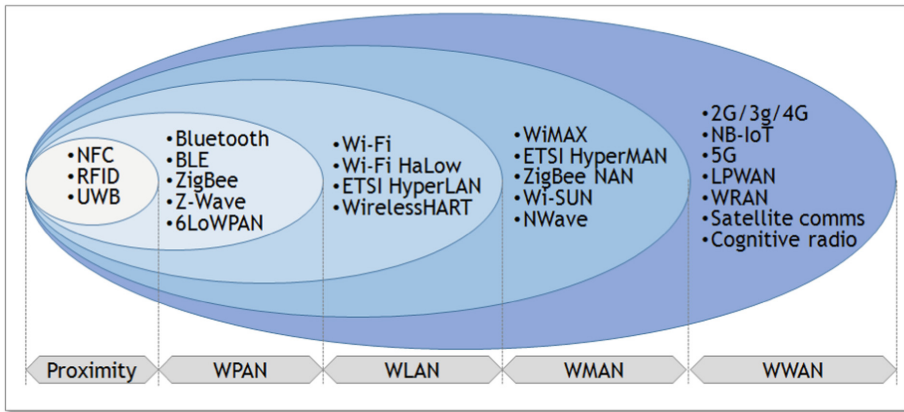 •NFC
•RFID
•UWB
•Bluetooth
•BLE
•ZigBee
•Z-Wave
•6LoWPAN
•Wi-Fi
•Wi-Fi HaLow
•ETSI HyperLAN
•WirelessHART
•WiMAX
•ETSI HyperMAN
•ZigBee NAN
•Wi-SUN
•NWave
•2G/3g/4G
•NB-IoT
•5G
•LPWAN
•WRAN
•Satellite comms
•Cognitive radio
Proximity
WPAN
WLAN
WMAN
WWAN